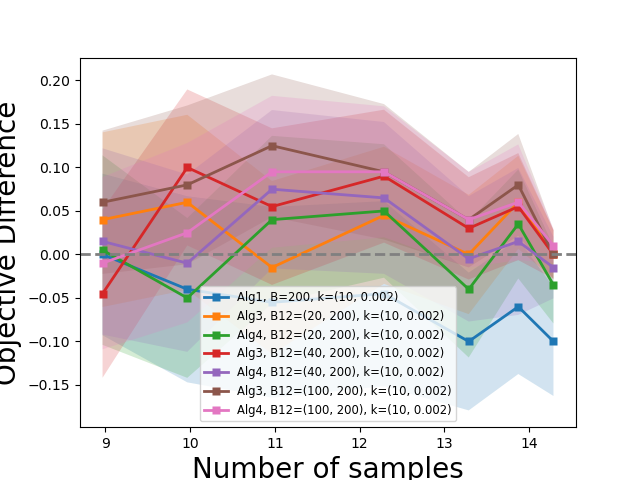 Objective Difference
0.20
0.15
0.10
0.05
0.00
−0.05
−0.10
−0.15
Alg1, B=200, k=(10, 0.002)
Alg3, B12=(20, 200), k=(10, 0.002)
Alg4, B12=(20, 200), k=(10, 0.002)
Alg3, B12=(40, 200), k=(10, 0.002)
Alg4, B12=(40, 200), k=(10, 0.002)
Alg3, B12=(100, 200), k=(10, 0.002)
Alg4, B12=(100, 200), k=(10, 0.002)
9 10 11 12 13 14
Number of samples